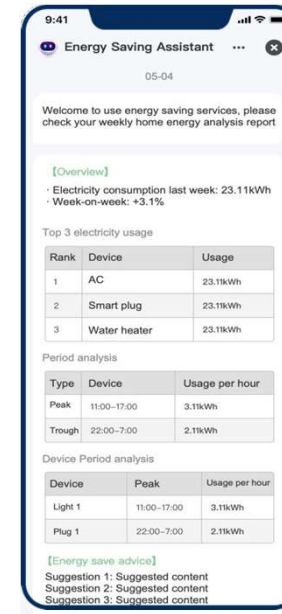 9:41
Energy Saving Assistant ···
05-04
Welcome to use energy saving services, please
check your weekly home energy analysis report
【Overview】
· Electricity consumption last week: 23.11kWh
· Week-on-week: +3.1%
Top 3 electricity usage
Rank Device Usage
1 AC 23.11kWh
2 Smart plug 23.11kWh
3 Water heater 23.11kWh
Period analysis
Type Device Usage per hour
Peak 11:00-17:00 3.11kWh
Trough 22:00-7:00 2.11kWh
Device Period analysis
Device Peak Usage per hour
Light 1 11:00-17:00 3.11kWh
Plug 1 22:00-7:00 2.11kWh
【Energy save advice】
Suggestion 1: Suggested content
Suggestion 2: Suggested content
Suggestion 3: Suggested content